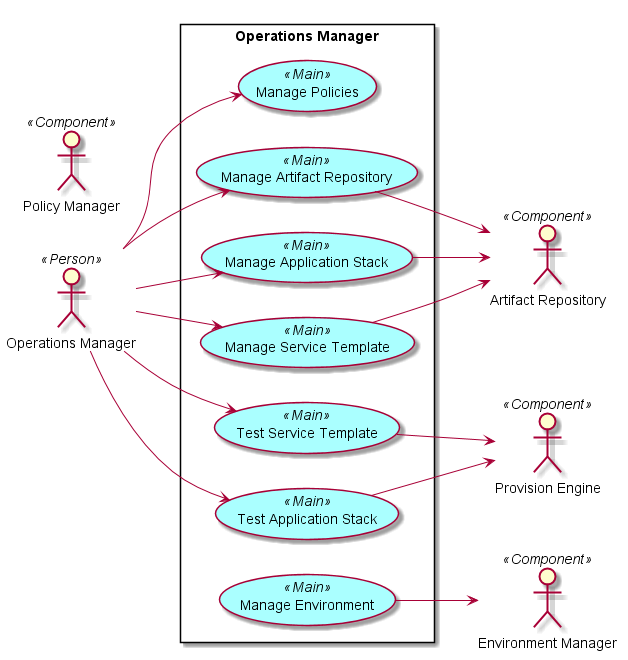 Operations Manager
«Main»
Manage Policies
«Component»
Policy Manager
«Main»
Manage Artifact Repository
«Component»
Artifact Repository
«Main»
Manage Application Stack
«Person»
Operations Manager
«Main»
Manage Service Template
«Main»
Test Service Template
«Component»
Provision Engine
«Main»
Test Application Stack
«Main»
Manage Environment
«Component»
Environment Manager